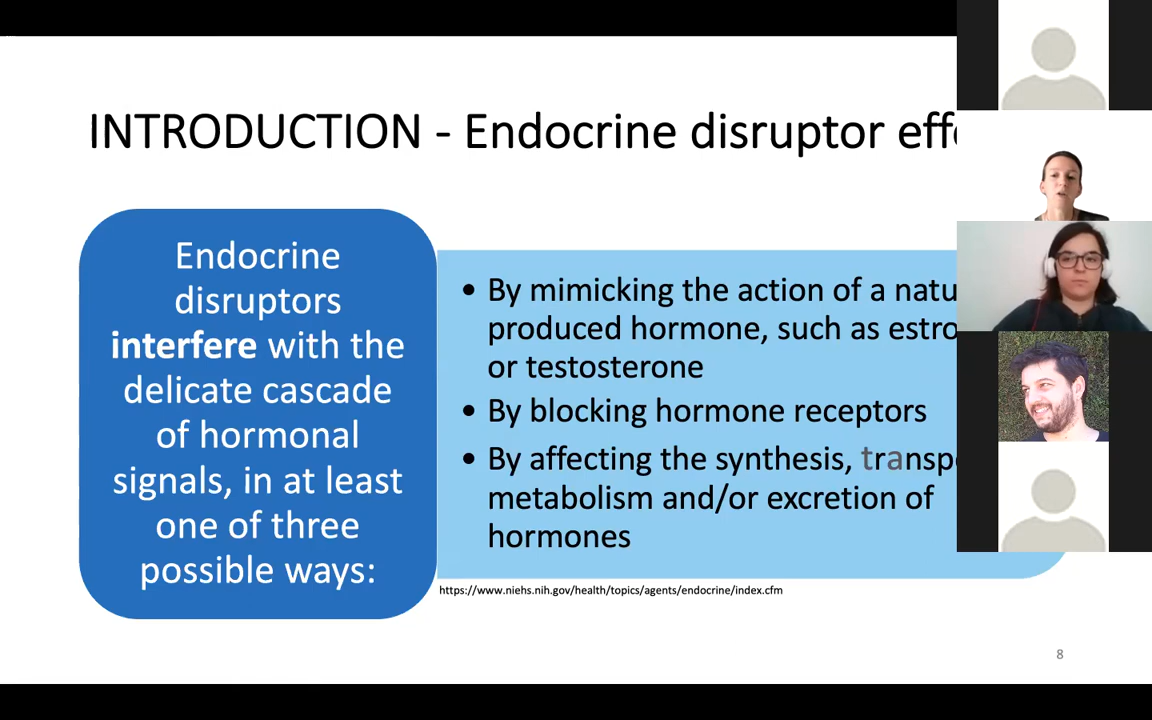 INTRODUCTION - Endocrine disruptor eff
Endocrine
disruptors
interfere with the
delicate cascade
of hormonal
signals, in at least
one of three
possible ways:
• By mimicking the action of a natu
produced hormone, such as estro
or testosterone
• By blocking hormone receptors
• By affecting the synthesis, transp
metabolism and/or excretion of
hormones
https://www.niehs.nih.gov/health/topics/agents/endocrine/index.cfm
8